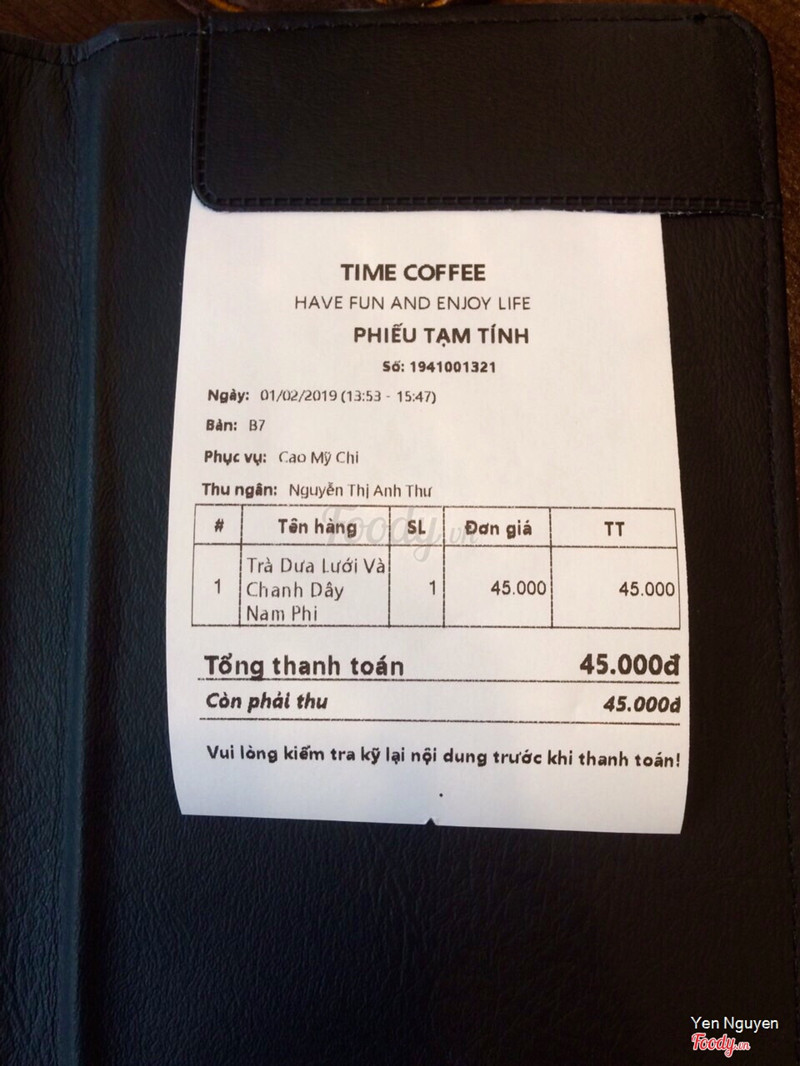 TIME COFFEE
HAVE FUN AND ENJOY LIFE
PHIẾU TẠM TÍNH
Số: 1941001321
Ngày: 01/02/2019 (13:53 - 15:47)
Bàn: B7
Phục vụ: Cao Mỹ Chi
Thu ngân: Nguyễn Thị Anh Thư
# Tên hàng SL Đơn giá TT
1 Trà Dưa Lưới Và 1 45.000 45.000
Chanh Dây
Nam Phi
Tổng thanh toán 45.000đ
Còn phải thu 45.000đ
Vui lòng kiểm tra kỹ lại nội dung trước khi thanh toán!
Foody.vn
Yen Nguyen
Foody.vn